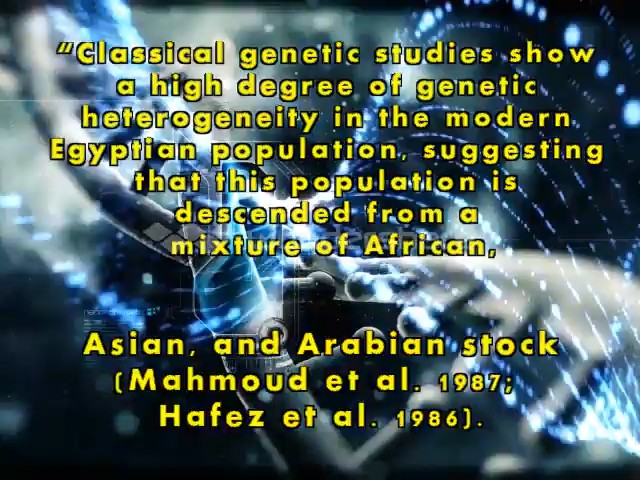 “Classical genetic studies show
a high degree of genetic
heterogeneity in the modern
Egyptian population, suggesting
that this population is
descended from a
mixture of African,
Asian, and Arabian stock
(Mahmoud et al. 1987;
Hafez et al. 1986).